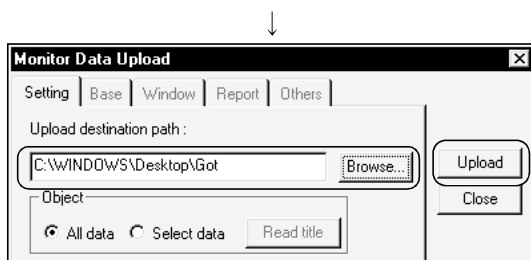 ↓
Monitor Data Upload
Setting Base Window Report Others
Upload destination path :
C:\WINDOWS\Desktop\Got Browse... Upload
Object Close
All data Select data Read title